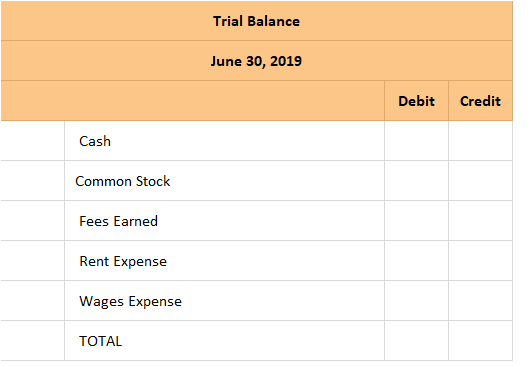 Trial Balance
June 30, 2019
Debit Credit
Cash
Common Stock
Fees Earned
Rent Expense
Wages Expense
TOTAL